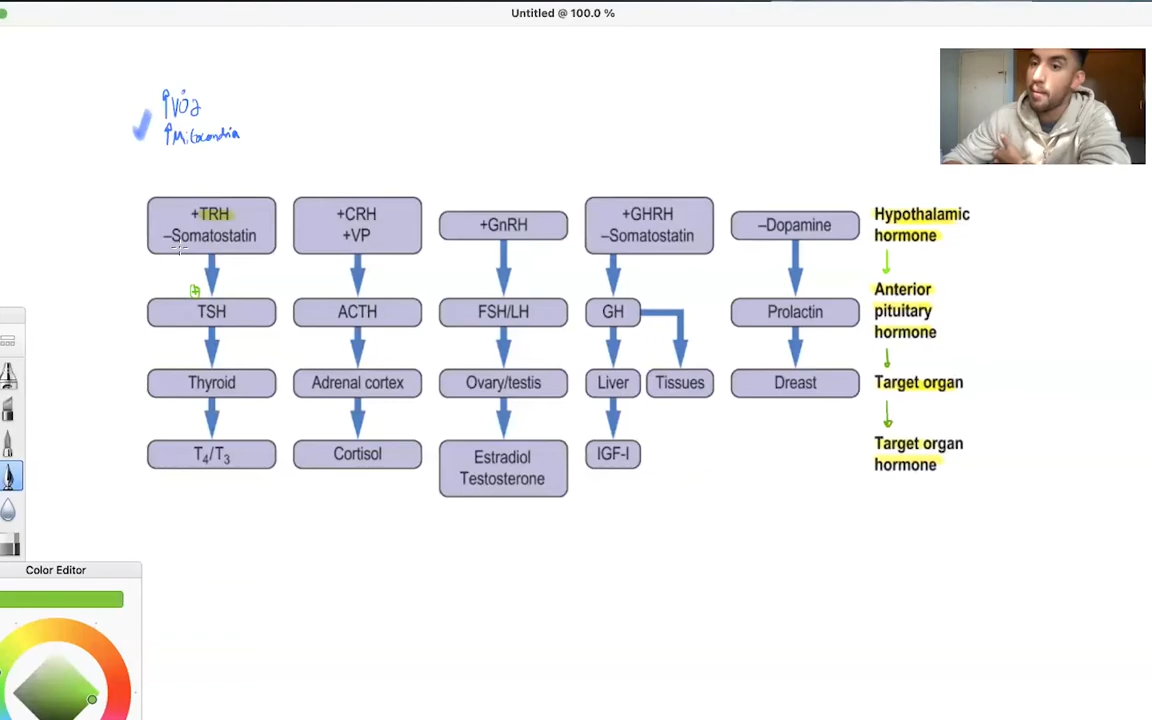 Untitled @ 100.0 %
↑VO2
↑Mitocondria
+TRH
–Somatostatin
+CRH
+VP
+GnRH
+GHRH
–Somatostatin
–Dopamine
Hypothalamic
hormone
+
TSH
ACTH
FSH/LH
GH
Prolactin
Anterior
pituitary
hormone
Thyroid
Adrenal cortex
Ovary/testis
Liver
Tissues
Dreast
Target organ
T4/T3
Cortisol
Estradiol
Testosterone
IGF-I
Target organ
hormone
Color Editor